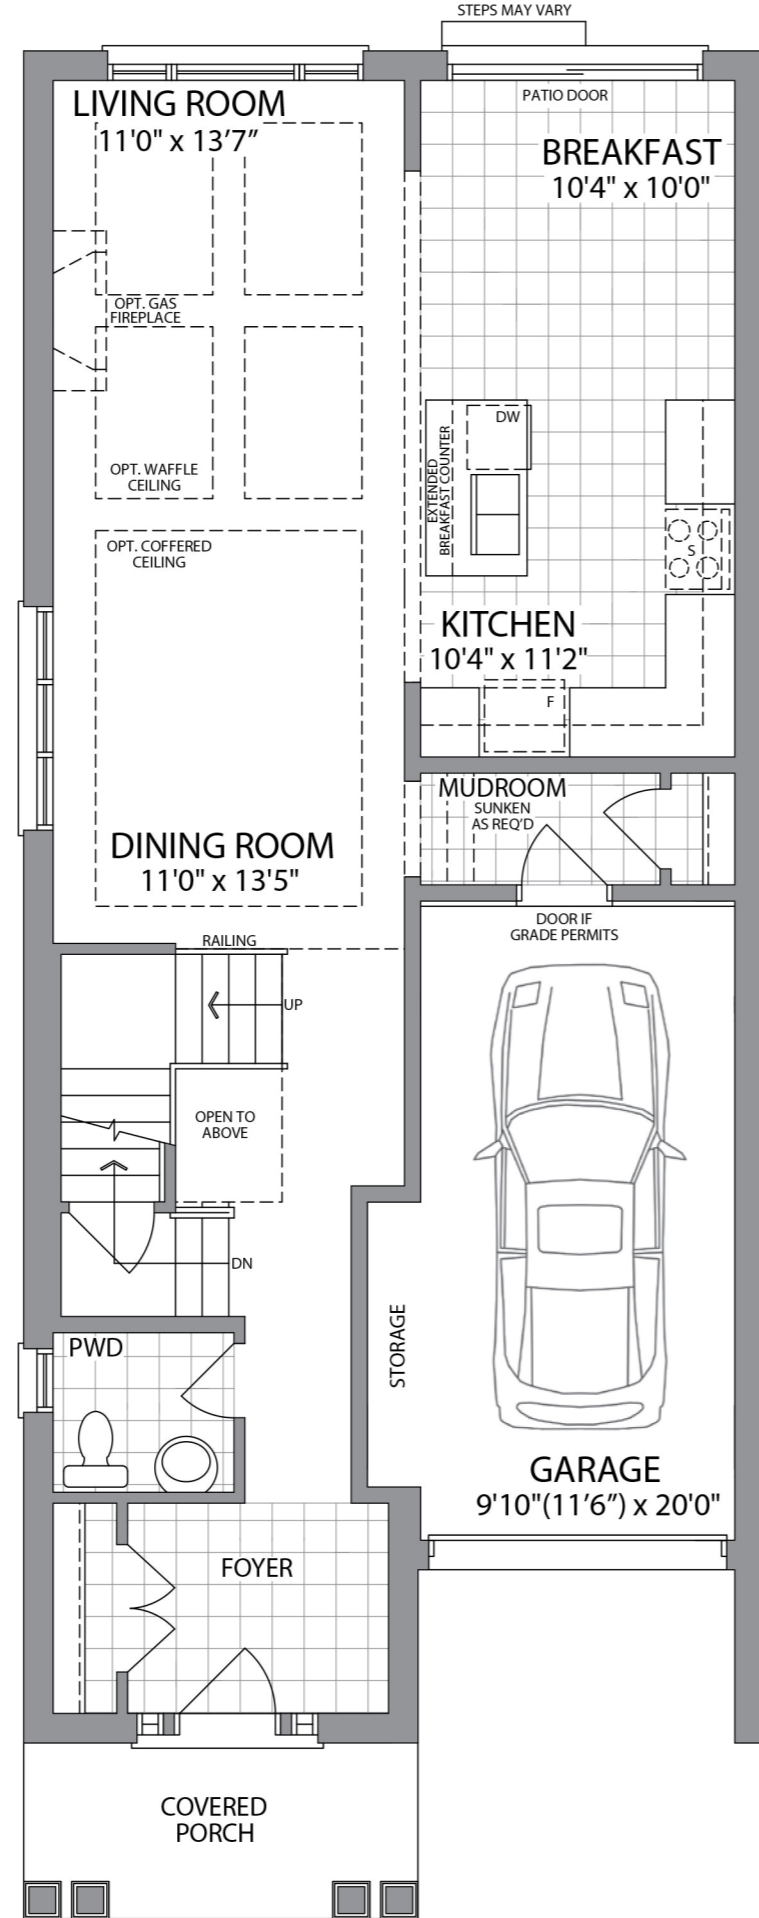 STEPS MAY VARY
PATIO DOOR
LIVING ROOM
11'0" x 13'7"
BREAKFAST
10'4" x 10'0"
OPT. GAS
FIREPLACE
OPT. WAFFLE
CEILING
DW
EXTENDED
BREAKFAST COUNTER
S
OPT. COFFERED
CEILING
KITCHEN
10'4" x 11'2"
F
MUDROOM
SUNKEN
AS REQ'D
DINING ROOM
11'0" x 13'5"
DOOR IF
GRADE PERMITS
RAILING
UP
OPEN TO
ABOVE
DN
STORAGE
PWD
GARAGE
9'10"(11'6") x 20'0"
FOYER
COVERED
PORCH